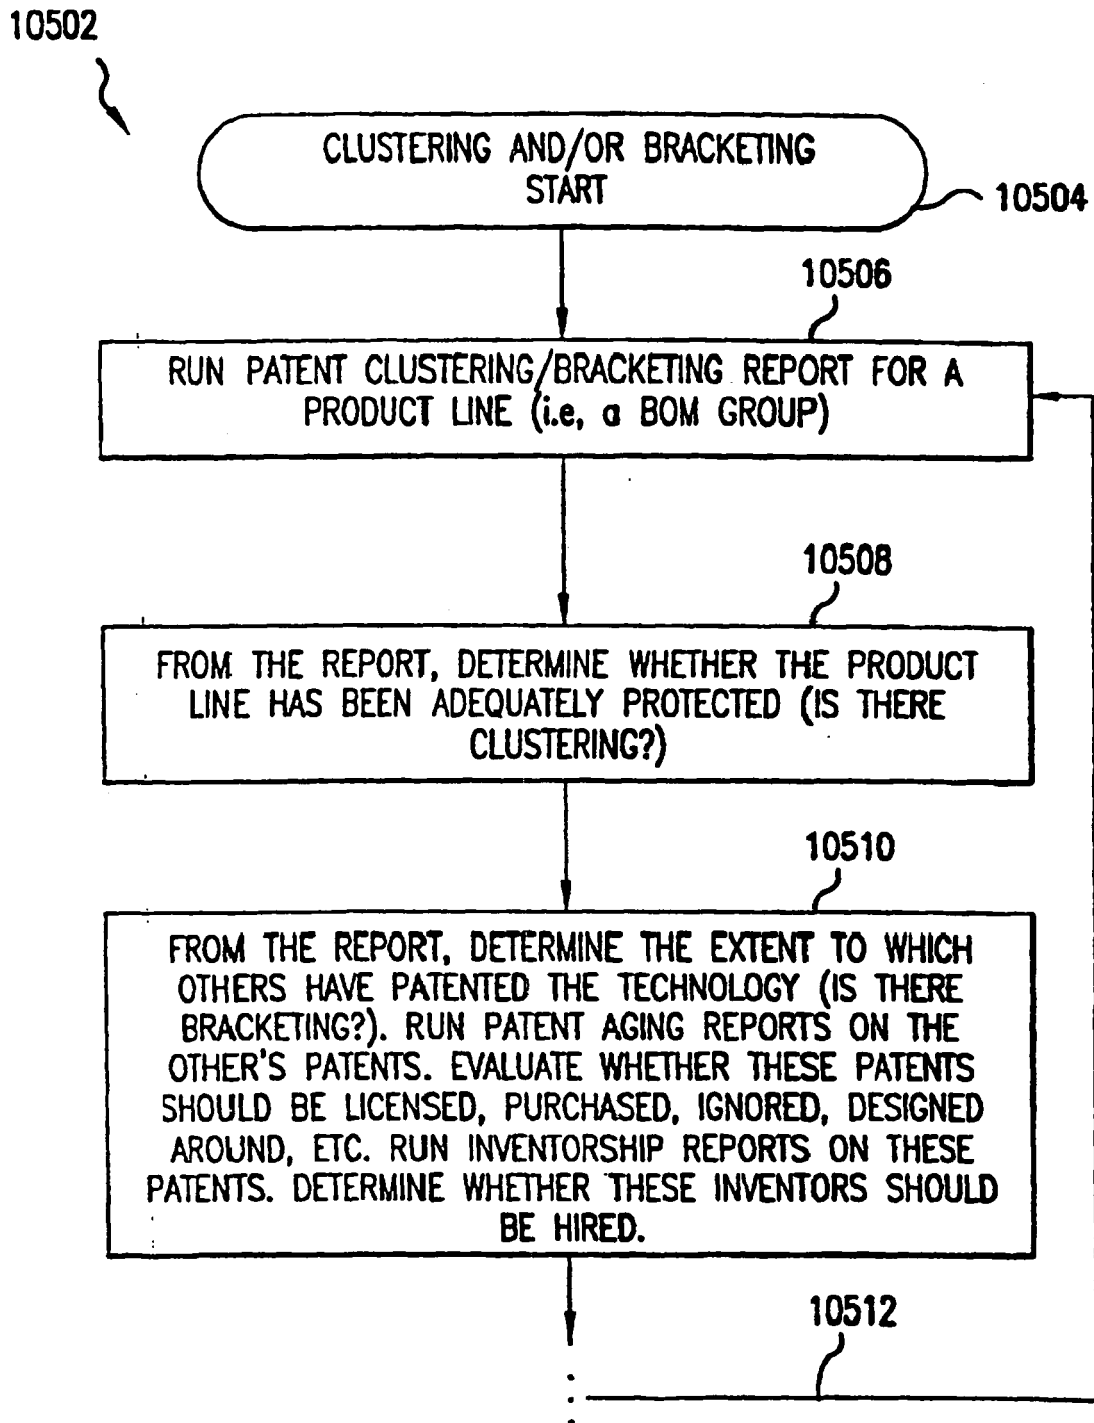 10502
CLUSTERING AND/OR BRACKETING
START
10504
10506
RUN PATENT CLUSTERING/BRACKETING REPORT FOR A
PRODUCT LINE (i.e, a BOM GROUP)
10508
FROM THE REPORT, DETERMINE WHETHER THE PRODUCT
LINE HAS BEEN ADEQUATELY PROTECTED (IS THERE
CLUSTERING?)
10510
FROM THE REPORT, DETERMINE THE EXTENT TO WHICH
OTHERS HAVE PATENTED THE TECHNOLOGY (IS THERE
BRACKETING?). RUN PATENT AGING REPORTS ON THE
OTHER'S PATENTS. EVALUATE WHETHER THESE PATENTS
SHOULD BE LICENSED, PURCHASED, IGNORED, DESIGNED
AROUND, ETC. RUN INVENTORSHIP REPORTS ON THESE
PATENTS. DETERMINE WHETHER THESE INVENTORS SHOULD
BE HIRED.
10512